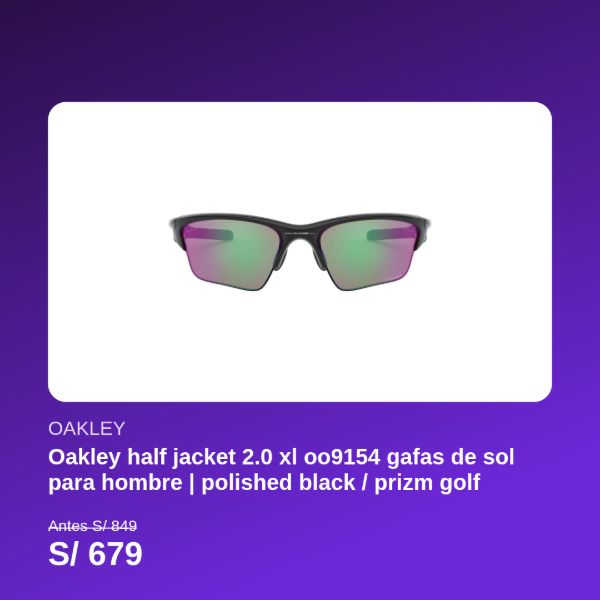 OAKLEY
Oakley half jacket 2.0 xl oo9154 gafas de sol
para hombre | polished black / prizm golf
Antes S/ 849
S/ 679